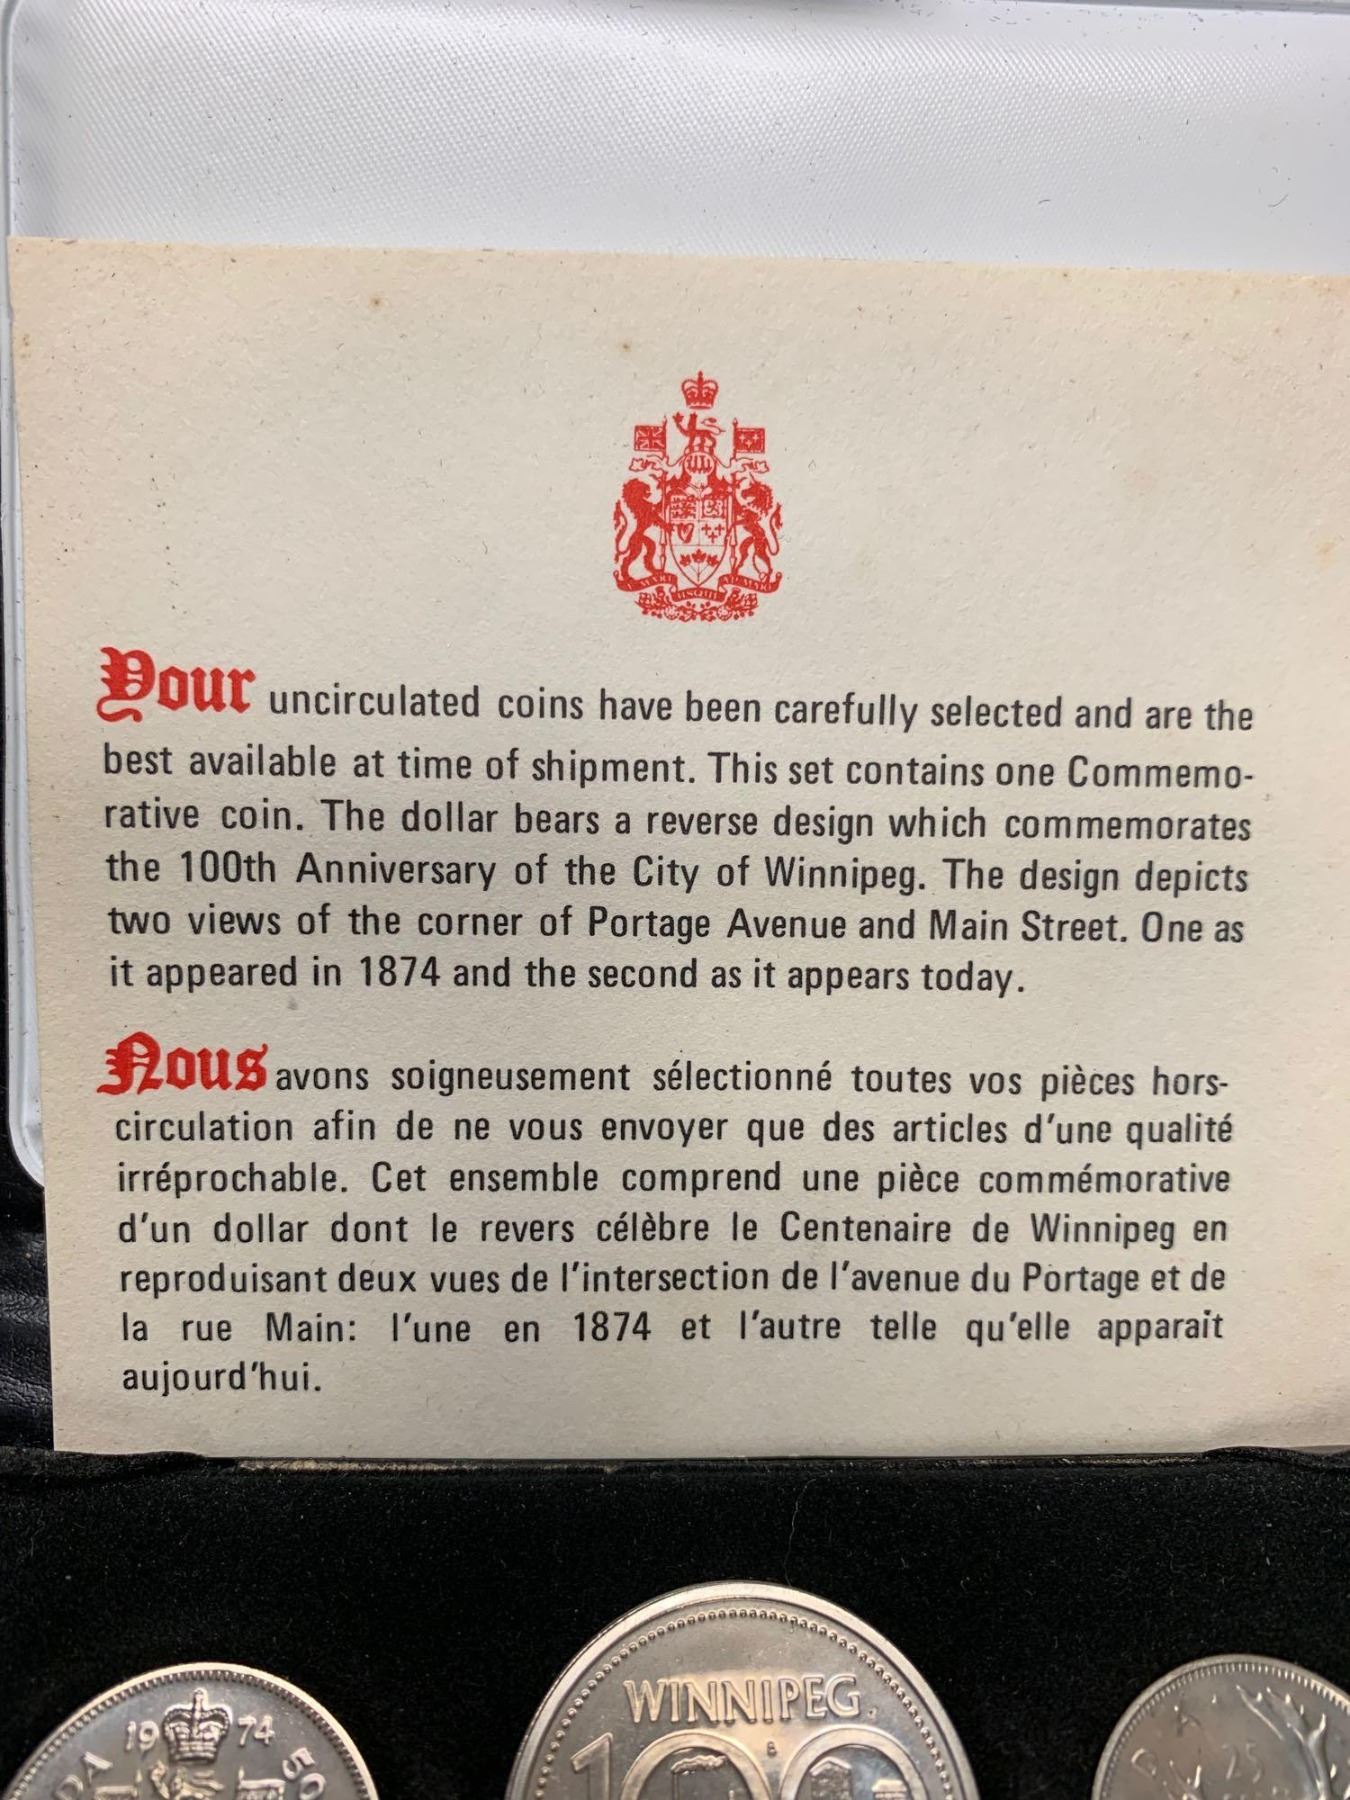 Your uncirculated coins have been carefully selected and are the
best available at time of shipment. This set contains one Commemo-
rative coin. The dollar bears a reverse design which commemorates
the 100th Anniversary of the City of Winnipeg. The design depicts
two views of the corner of Portage Avenue and Main Street. One as
it appeared in 1874 and the second as it appears today.
Nous avons soigneusement sélectionné toutes vos pièces hors-
circulation afin de ne vous envoyer que des articles d'une qualité
irréprochable. Cet ensemble comprend une pièce commémorative
d'un dollar dont le revers célèbre le Centenaire de Winnipeg en
reproduisant deux vues de l'intersection de l'avenue du Portage et de
la rue Main: l'une en 1874 et l'autre telle qu'elle apparait
aujourd'hui.
1974
50
WINNIPEG
100
25